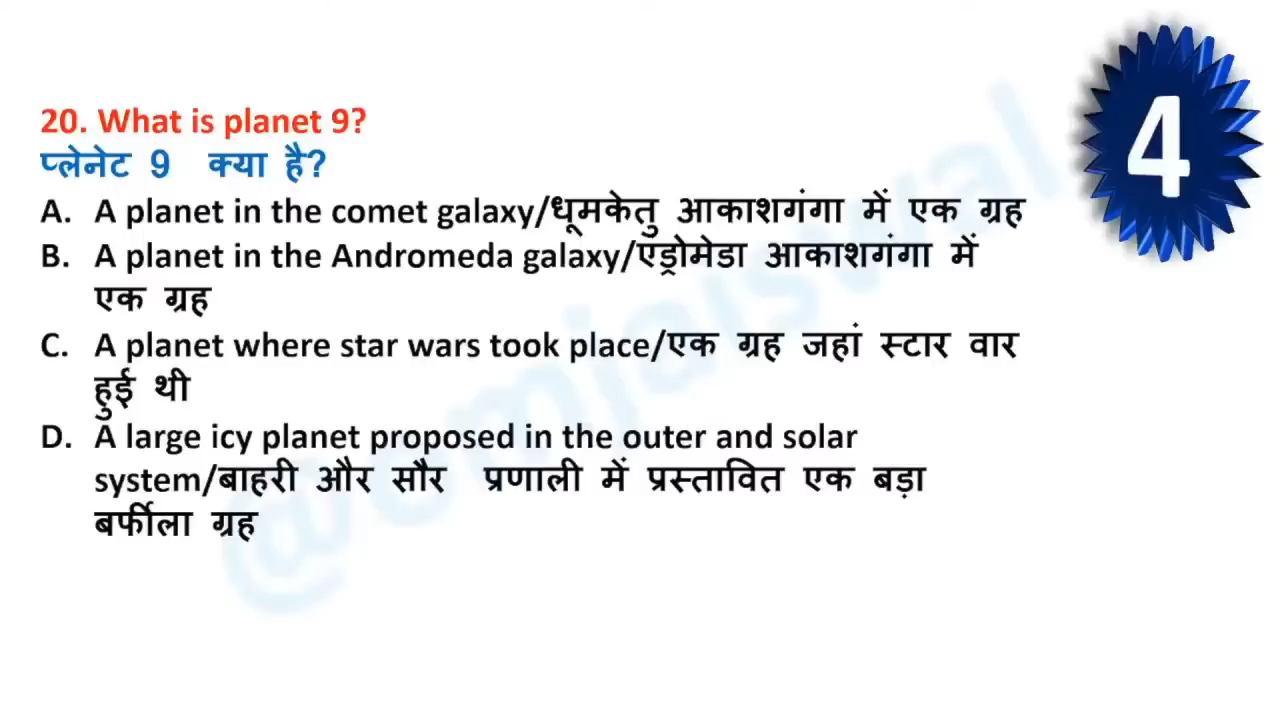 20. What is planet 9?
प्लेनेट 9 क्या है?
A. A planet in the comet galaxy/धूमकेतु आकाशगंगा में एक ग्रह
B. A planet in the Andromeda galaxy/एंड्रोमेडा आकाशगंगा में
एक ग्रह
C. A planet where star wars took place/एक ग्रह जहां स्टार वार
हुई थी
D. A large icy planet proposed in the outer and solar
system/बाहरी और सौर प्रणाली में प्रस्तावित एक बड़ा
बर्फीला ग्रह
4
@omjaiswal